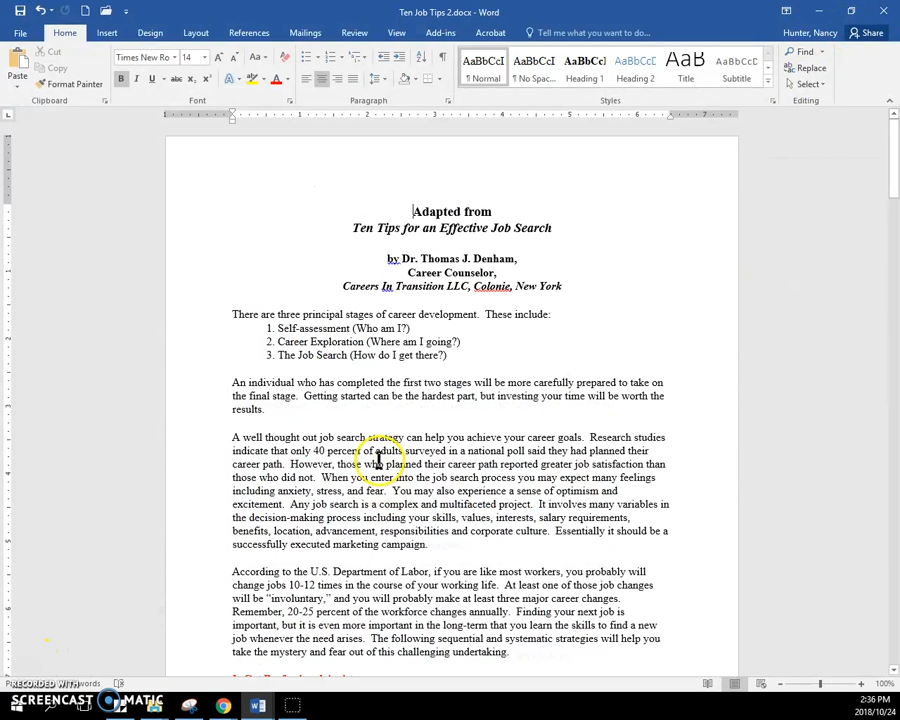 Ten Job Tips 2.docx - Word
File Home Insert Design Layout References Mailings Review View Add-ins Acrobat Tell me what you want to do... Hunter, Nancy Share
Paste
Cut
Copy
Format Painter
Clipboard
Times New Ro 14
Font
Paragraph
AaBbCcI AaBbCcI AaBbCc AaBbCcI AaB AaBbCcI
¶ Normal ¶ No Spac... Heading 1 Heading 2 Title Subtitle
Styles
Find
Replace
Select
Editing
1 1 2 3 4 5 6 7
Adapted from
Ten Tips for an Effective Job Search
by Dr. Thomas J. Denham,
Career Counselor,
Careers In Transition LLC, Colonie, New York
There are three principal stages of career development. These include:
1. Self-assessment (Who am I?)
2. Career Exploration (Where am I going?)
3. The Job Search (How do I get there?)
An individual who has completed the first two stages will be more carefully prepared to take on
the final stage. Getting started can be the hardest part, but investing your time will be worth the
results.
A well thought out job search strategy can help you achieve your career goals. Research studies
indicate that only 40 percent of adults surveyed in a national poll said they had planned their
career path. However, those who planned their career path reported greater job satisfaction than
those who did not. When you enter into the job search process you may expect many feelings
including anxiety, stress, and fear. You may also experience a sense of optimism and
excitement. Any job search is a complex and multifaceted project. It involves many variables in
the decision-making process including your skills, values, interests, salary requirements,
benefits, location, advancement, responsibilities and corporate culture. Essentially it should be a
successfully executed marketing campaign.
According to the U.S. Department of Labor, if you are like most workers, you probably will
change jobs 10-12 times in the course of your working life. At least one of those job changes
will be “involuntary,” and you will probably make at least three major career changes.
Remember, 20-25 percent of the workforce changes annually. Finding your next job is
important, but it is even more important in the long-term that you learn the skills to find a new
job whenever the need arises. The following sequential and systematic strategies will help you
take the mystery and fear out of this challenging undertaking.
words
100%
RECORDED WITH
SCREENCAST MATIC
2:36 PM
2018/10/24